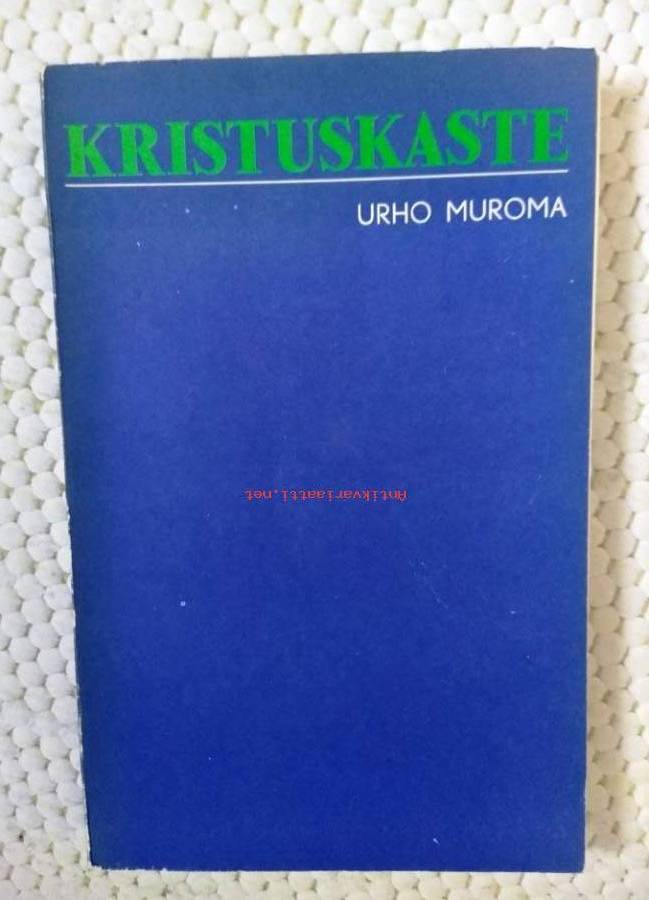 KRISTUSKASTE
URHO MUROMA
Antikvariaatti.net